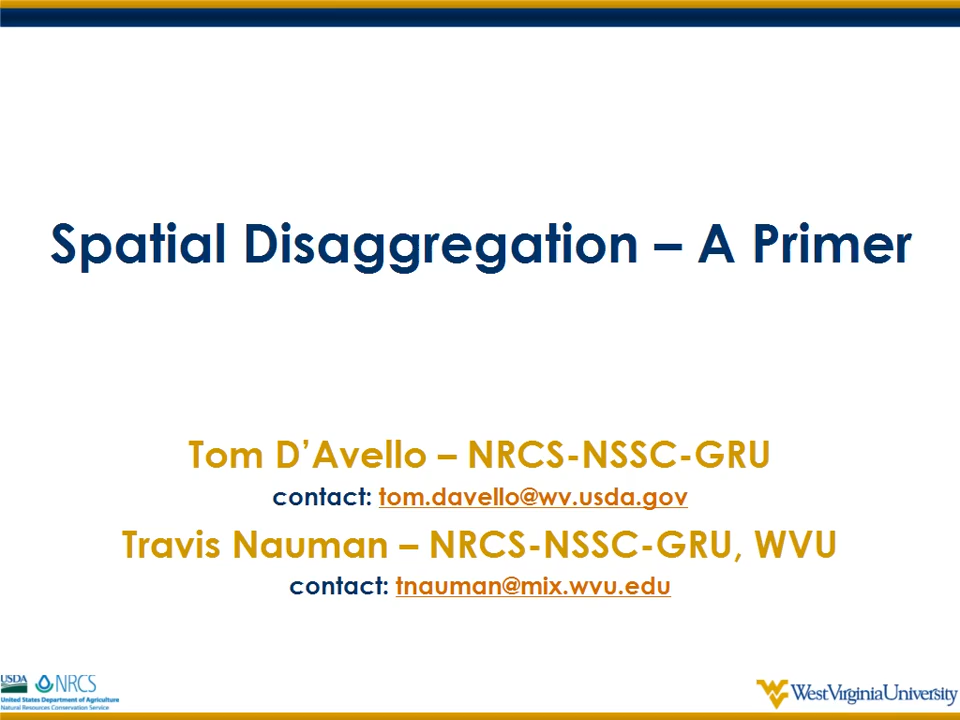 Spatial Disaggregation – A Primer
Tom D’Avello – NRCS-NSSC-GRU
contact: tom.davello@wv.usda.gov
Travis Nauman – NRCS-NSSC-GRU, WVU
contact: tnauman@mix.wvu.edu
USDA NRCS
United States Department of Agriculture
Natural Resources Conservation Service
West Virginia University